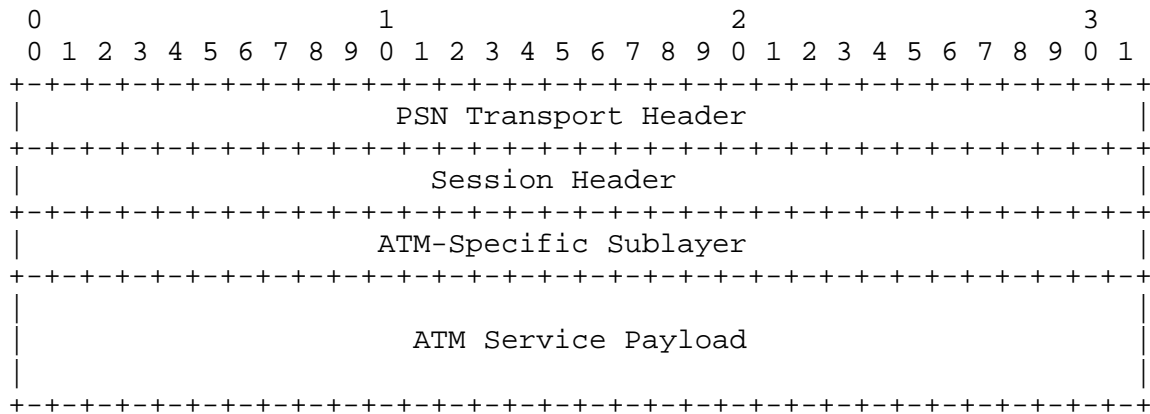 0                   1                   2                   3
 0 1 2 3 4 5 6 7 8 9 0 1 2 3 4 5 6 7 8 9 0 1 2 3 4 5 6 7 8 9 0 1
+-+-+-+-+-+-+-+-+-+-+-+-+-+-+-+-+-+-+-+-+-+-+-+-+-+-+-+-+-+-+-+-+
|                     PSN Transport Header                      |
+-+-+-+-+-+-+-+-+-+-+-+-+-+-+-+-+-+-+-+-+-+-+-+-+-+-+-+-+-+-+-+-+
|                       Session Header                          |
+-+-+-+-+-+-+-+-+-+-+-+-+-+-+-+-+-+-+-+-+-+-+-+-+-+-+-+-+-+-+-+-+
|                    ATM-Specific Sublayer                      |
+-+-+-+-+-+-+-+-+-+-+-+-+-+-+-+-+-+-+-+-+-+-+-+-+-+-+-+-+-+-+-+-+
|                                                               |
|                      ATM Service Payload                      |
|                                                               |
+-+-+-+-+-+-+-+-+-+-+-+-+-+-+-+-+-+-+-+-+-+-+-+-+-+-+-+-+-+-+-+-+